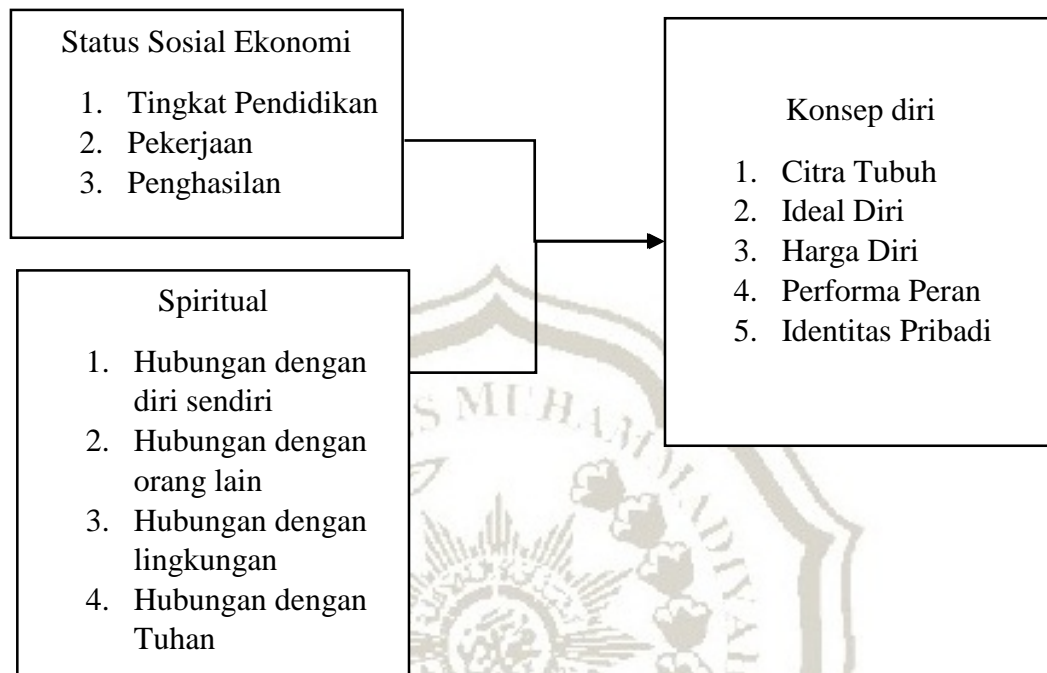 Status Sosial Ekonomi
1. Tingkat Pendidikan
2. Pekerjaan
3. Penghasilan
Spiritual
1. Hubungan dengan
diri sendiri
2. Hubungan dengan
orang lain
3. Hubungan dengan
lingkungan
4. Hubungan dengan
Tuhan
Konsep diri
1. Citra Tubuh
2. Ideal Diri
3. Harga Diri
4. Performa Peran
5. Identitas Pribadi
S MUHAMMADIYAH